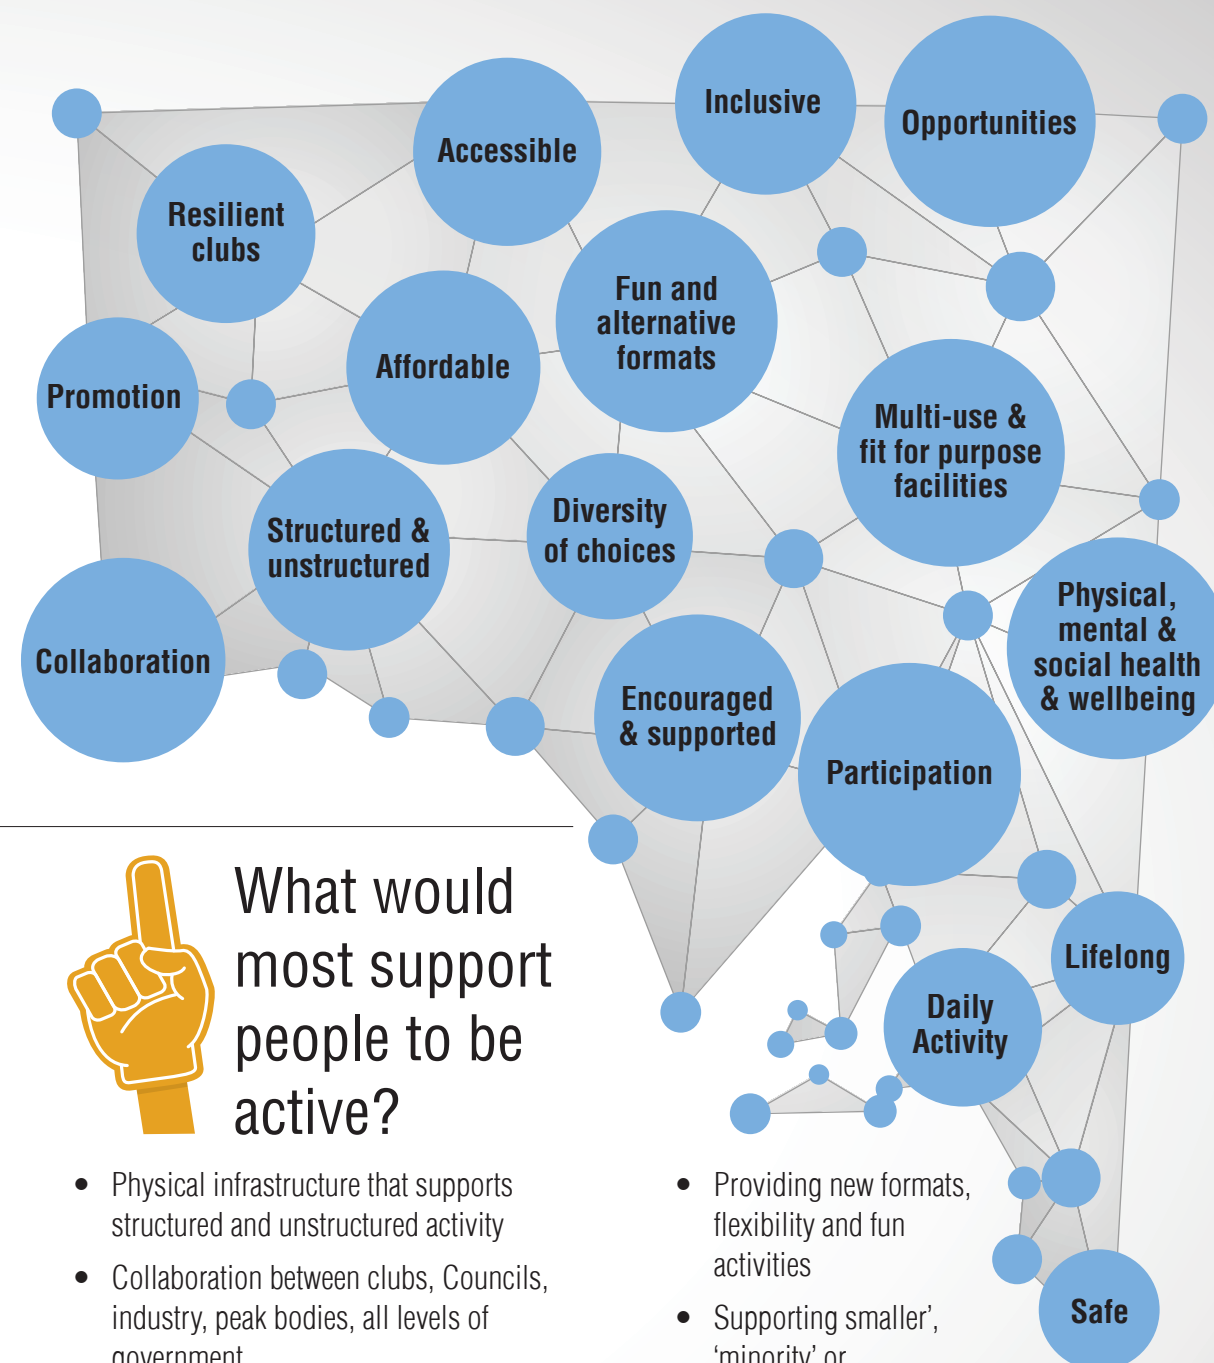 Inclusive
Opportunities
Accessible
Resilient
clubs
Fun and
alternative
formats
Affordable
Promotion
Multi-use &
fit for purpose
facilities
Structured &
unstructured
Diversity
of choices
Physical,
mental &
social health
& wellbeing
Collaboration
Encouraged
& supported
Participation
Lifelong
Daily
Activity
Safe
What would
most support
people to be
active?
• Physical infrastructure that supports
structured and unstructured activity
• Collaboration between clubs, Councils,
industry, peak bodies, all levels of
government
• Providing new formats,
flexibility and fun
activities
• Supporting smaller’,
‘minority’ or